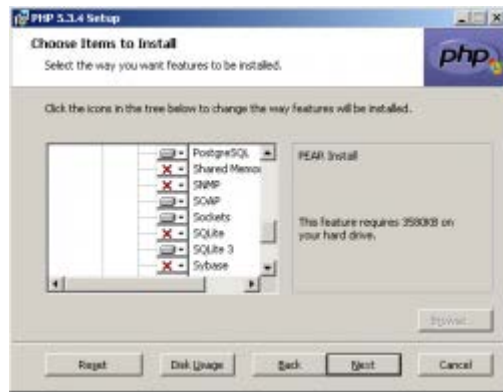 PHP 5.3.4 Setup
Choose Items to Install
Select the way you want features to be installed.
php
Click the icons in the tree below to change the way features will be installed.
PostgreSQL
Shared Memor
SNMP
SOAP
Sockets
SQLite
SQLite 3
Sybase
PEAR Install
This feature requires 3580KB on
your hard drive.
Browse...
Reset
Disk Usage
Back
Next
Cancel